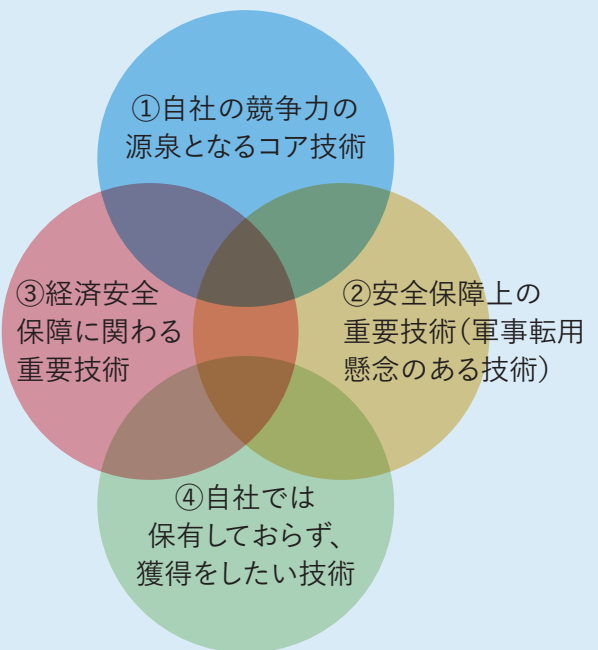 ①自社の競争力の
源泉となるコア技術
③経済安全
保障に関わる
重要技術
②安全保障上の
重要技術(軍事転用
懸念のある技術)
④自社では
保有しておらず、
獲得をしたい技術